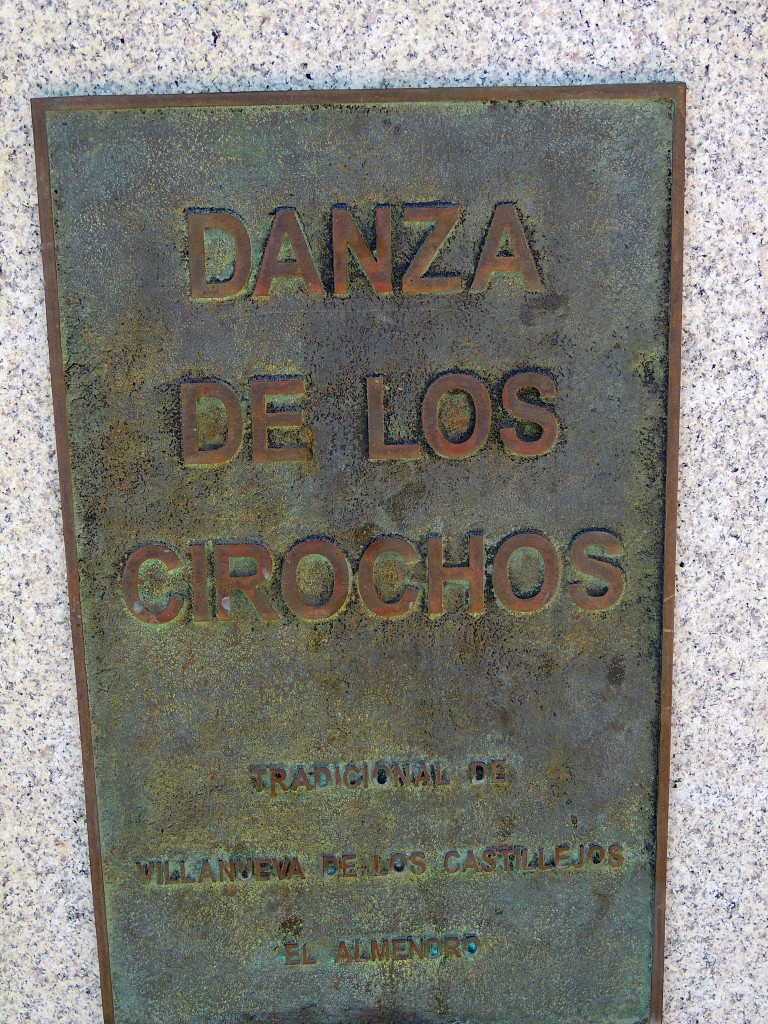 DANZA
DE LOS
CIROCHOS
TRADICIONAL DE
VILLANUEVA DE LOS CASTILLEJOS
EL ALMENDRO